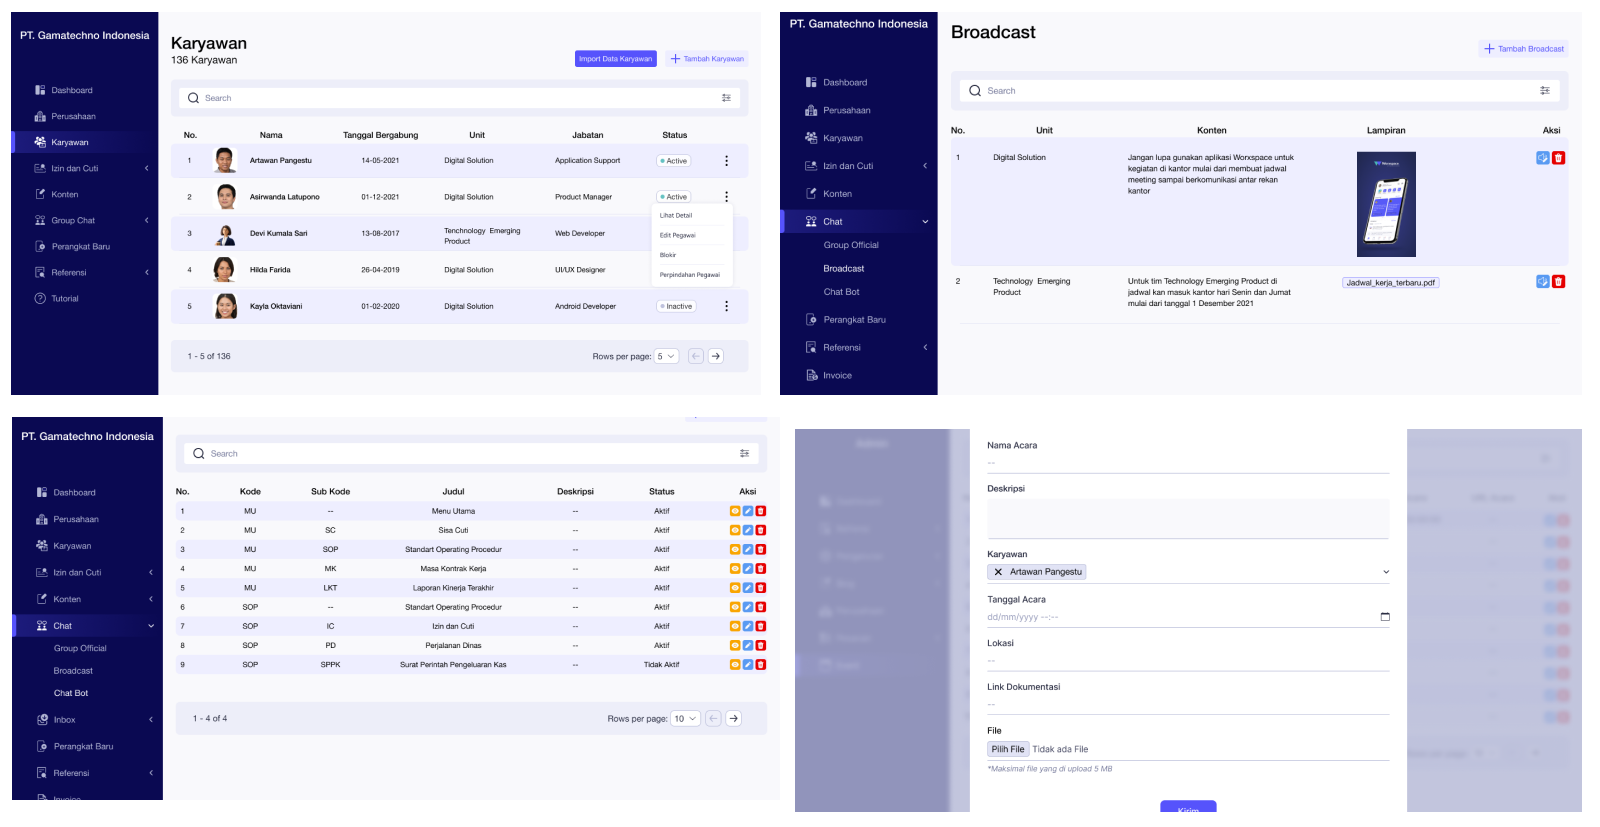 PT. Gamatechno Indonesia
Dashboard
Perusahaan
Karyawan
Izin dan Cuti
Konten
Group Chat
Perangkat Baru
Referensi
Tutorial
Karyawan
136 Karyawan
Import Data Karyawan
Tambah Karyawan
Search
No. Nama Tanggal Bergabung Unit Jabatan Status
1 Artawan Pangestu 14-05-2021 Digital Solution Application Support Active
2 Asirwanda Latupono 01-12-2021 Digital Solution Product Manager Active
3 Devi Kumala Sari 13-08-2017 Tenchnology Emerging Product Web Developer
4 Hilda Farida 26-04-2019 Digital Solution UI/UX Designer
5 Kayla Oktaviani 01-02-2020 Digital Solution Android Developer Inactive
Lihat Detail
Edit Pegawai
Blokir
Perpindahan Pegawai
1 - 5 of 136
Rows per page: 5
PT. Gamatechno Indonesia
Dashboard
Perusahaan
Karyawan
Izin dan Cuti
Konten
Chat
Group Official
Broadcast
Chat Bot
Perangkat Baru
Referensi
Invoice
Broadcast
Tambah Broadcast
Search
No. Unit Konten Lampiran Aksi
1 Digital Solution
Jangan lupa gunakan aplikasi Worxspace untuk
kegiatan di kantor mulai dari membuat jadwal
meeting sampai berkomunikasi antar rekan
kantor
Worxspace
2 Technology Emerging
Product
Untuk tim Technology Emerging Product di
jadwal kan masuk kantor hari Senin dan Jumat
mulai dari tanggal 1 Desember 2021
Jadwal_kerja_terbaru.pdf
PT. Gamatechno Indonesia
Dashboard
Perusahaan
Karyawan
Izin dan Cuti
Konten
Chat
Group Official
Broadcast
Chat Bot
Inbox
Perangkat Baru
Referensi
Invoice
Search
No. Kode Sub Kode Judul Deskripsi Status Aksi
1 MU -- Menu Utama -- Aktif
2 MU SC Sisa Cuti -- Aktif
3 MU SOP Standart Operating Procedur -- Aktif
4 MU MK Masa Kontrak Kerja -- Aktif
5 MU LKT Laporan Kinerja Terakhir -- Aktif
6 SOP -- Standart Operating Procedur -- Aktif
7 SOP IC Izin dan Cuti -- Aktif
8 SOP PD Perjalanan Dinas -- Aktif
9 SOP SPPK Surat Perintah Pengeluaran Kas -- Tidak Aktif
1 - 4 of 4
Rows per page: 10
Nama Acara
--
Deskripsi
Karyawan
Artawan Pangestu
Tanggal Acara
dd/mm/yyyy --:--
Lokasi
--
Link Dokumentasi
--
File
Pilih File Tidak ada File
*Maksimal file yang di upload 5 MB
Kirim